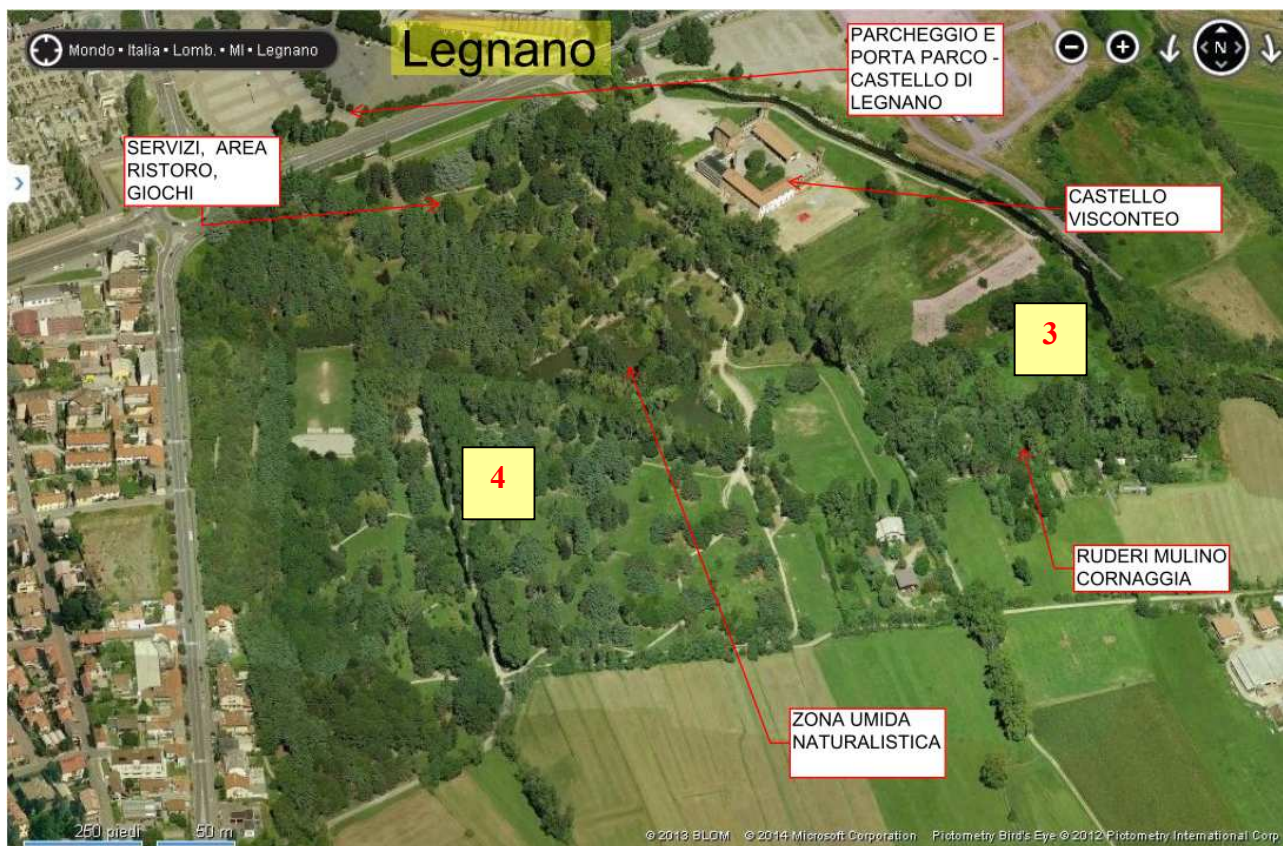 Mondo ▪ Italia ▪ Lomb. ▪ MI ▪ Legnano
Legnano
PARCHEGGIO E
PORTA PARCO -
CASTELLO DI
LEGNANO
N
SERVIZI, AREA
RISTORO,
GIOCHI
CASTELLO
VISCONTEO
3
4
RUDERI MULINO
CORNAGGIA
ZONA UMIDA
NATURALISTICA
250 piedi 50 m
© 2013 BLOM © 2014 Microsoft Corporation Pictometry Bird's Eye © 2012 Pictometry International Corp